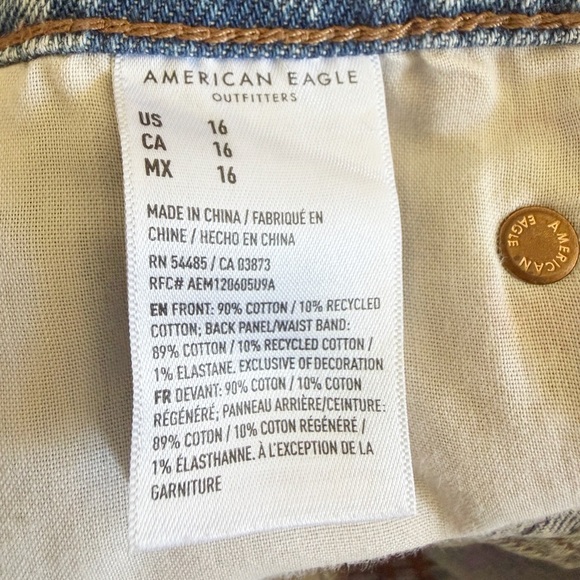 AMERICAN EAGLE
OUTFITTERS
US 16
CA 16
MX 16
MADE IN CHINA / FABRIQUÉ EN
CHINE / HECHO EN CHINA
RN 54485 / CA 03873
RFC# AEM120605U9A
EN FRONT: 90% COTTON / 10% RECYCLED
COTTON; BACK PANEL/WAIST BAND:
89% COTTON / 10% RECYCLED COTTON /
1% ELASTANE. EXCLUSIVE OF DECORATION
FR DEVANT: 90% COTON / 10% COTON
RÉGÉNÉRÉ; PANNEAU ARRIÈRE/CEINTURE:
89% COTON / 10% COTON RÉGÉNÉRÉ /
1% ÉLASTHANNE. À L'EXCEPTION DE LA
GARNITURE
AMERICAN
EAGLE